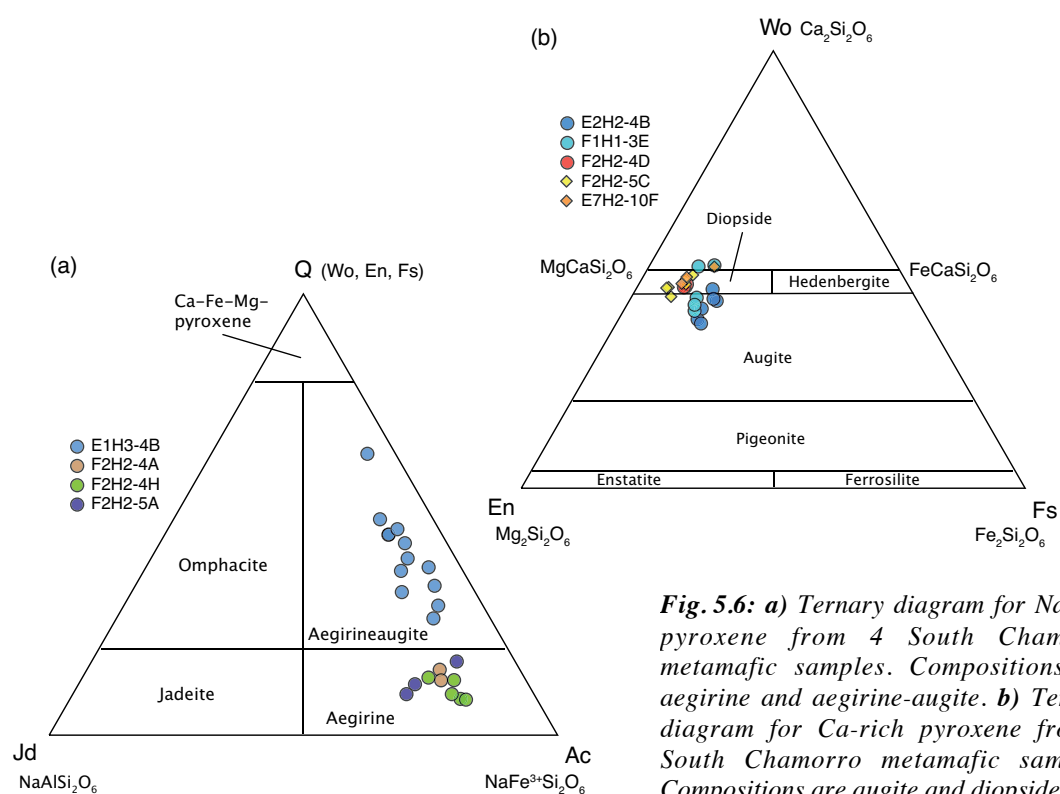 (b)
Wo Ca2Si2O6
E2H2-4B
F1H1-3E
F2H2-4D
F2H2-5C
E7H2-10F
Diopside
MgCaSi2O6
FeCaSi2O6
Hedenbergite
Augite
Pigeonite
Enstatite
Ferrosilite
En
Mg2Si2O6
Fs
Fe2Si2O6
(a)
Q (Wo, En, Fs)
Ca–Fe–Mg–
pyroxene
E1H3-4B
F2H2-4A
F2H2-4H
F2H2-5A
Omphacite
Aegirineaugite
Jadeite
Aegirine
Jd
NaAlSi2O6
Ac
NaFe3+Si2O6
Fig. 5.6: a) Ternary diagram for Na
pyroxene from 4 South Cham
metamafic samples. Compositions
aegirine and aegirine-augite. b) Te
diagram for Ca-rich pyroxene fro
South Chamorro metamafic sam
Compositions are augite and diopside